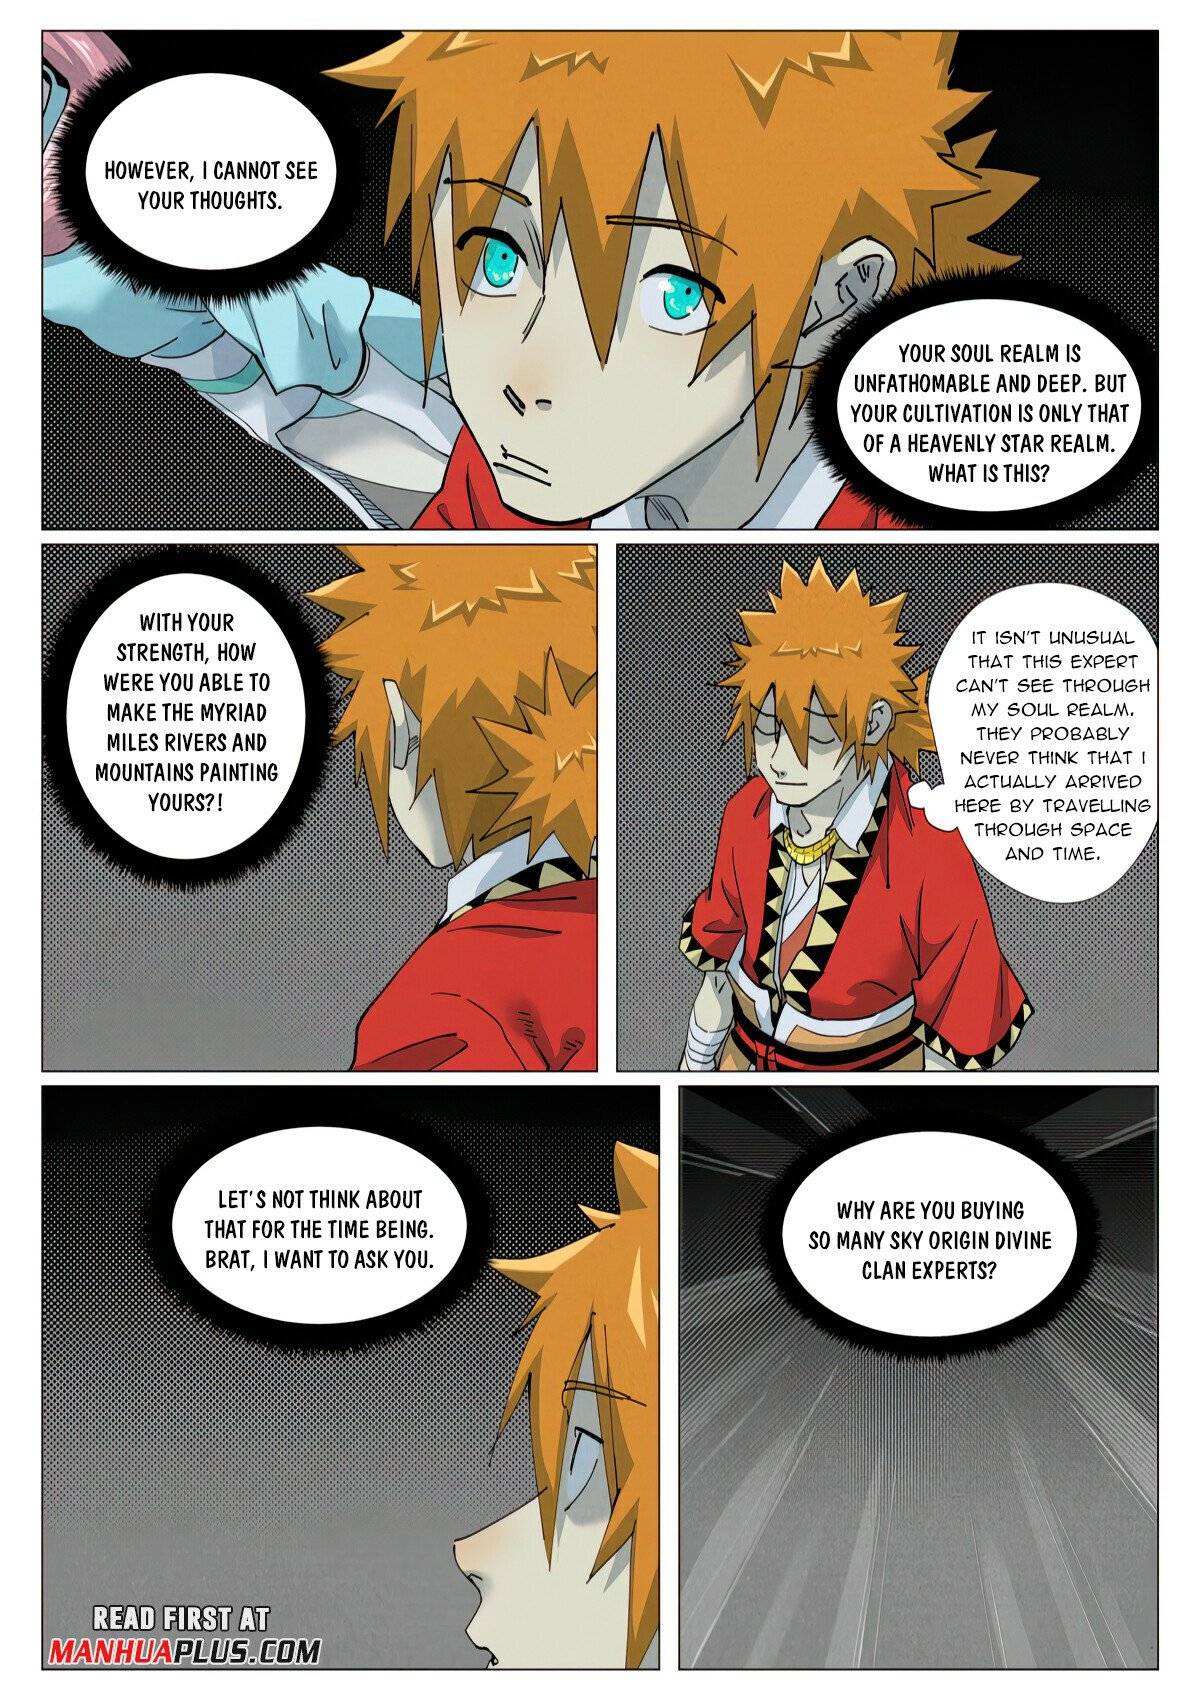 HOWEVER, I CANNOT SEE
YOUR THOUGHTS.
YOUR SOUL REALM IS
UNFATHOMABLE AND DEEP. BUT
YOUR CULTIVATION IS ONLY THAT
OF A HEAVENLY STAR REALM.
WHAT IS THIS?
WITH YOUR
STRENGTH, HOW
WERE YOU ABLE TO
MAKE THE MYRIAD
MILES RIVERS AND
MOUNTAINS PAINTING
YOURS?!
IT ISN'T UNUSUAL
THAT THIS EXPERT
CAN'T SEE THROUGH
MY SOUL REALM.
THEY PROBABLY
NEVER THINK THAT I
ACTUALLY ARRIVED
HERE BY TRAVELLING
THROUGH SPACE
AND TIME.
LET'S NOT THINK ABOUT
THAT FOR THE TIME BEING.
BRAT, I WANT TO ASK YOU.
WHY ARE YOU BUYING
SO MANY SKY ORIGIN DIVINE
CLAN EXPERTS?
READ FIRST AT
MANHUAPLUS.COM